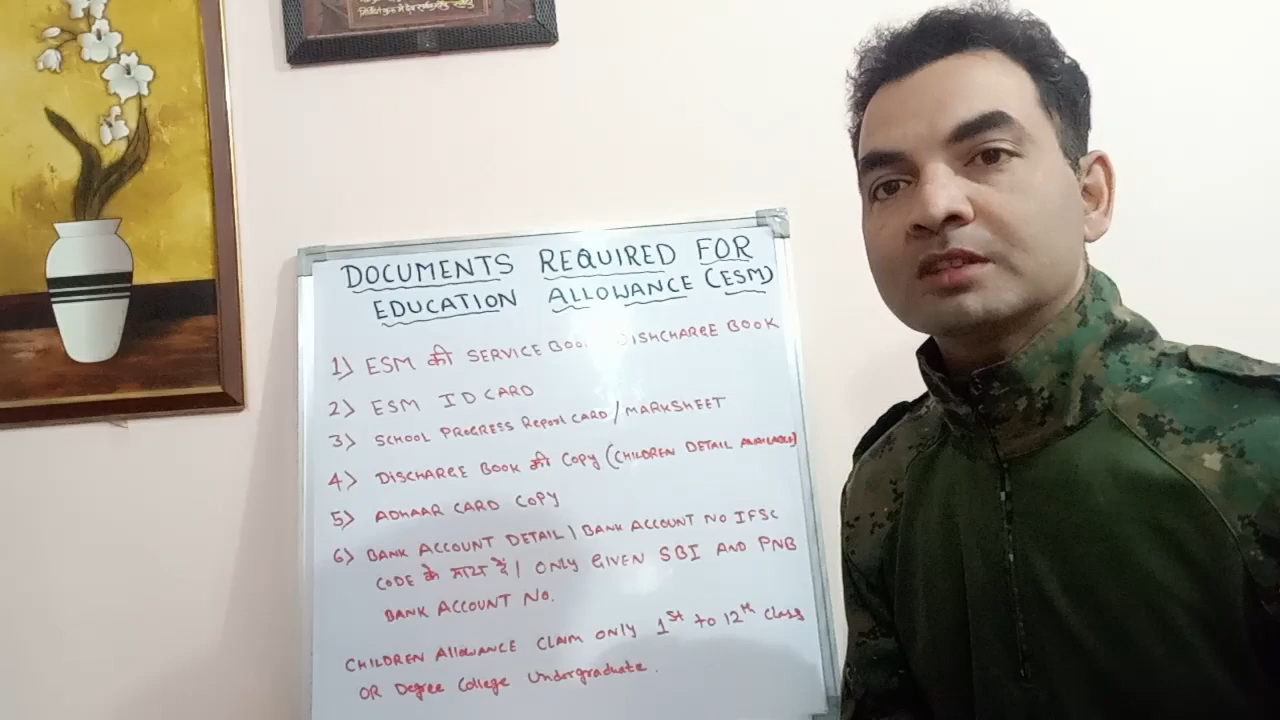 DOCUMENTS REQUIRED FOR
EDUCATION ALLOWANCE (ESM)
1) ESM की SERVICE BOOK DISHCHARGE BOOK
2) ESM ID CARD
3) SCHOOL PROGRESS Report CARD / MARKSHEET
4) DISCHARGE BOOK की COPY (CHILDREN DETAIL AVAILABLE)
5) ADHAAR CARD COPY
6) BANK ACCOUNT DETAIL / BANK ACCOUNT NO IFSC
CODE के साथ दें | ONLY GIVEN SBI AND PNB
BANK ACCOUNT NO.
CHILDREN AllOWANCE CLAIM ONLY 1st to 12th Class
OR Degree College Undergraduate.